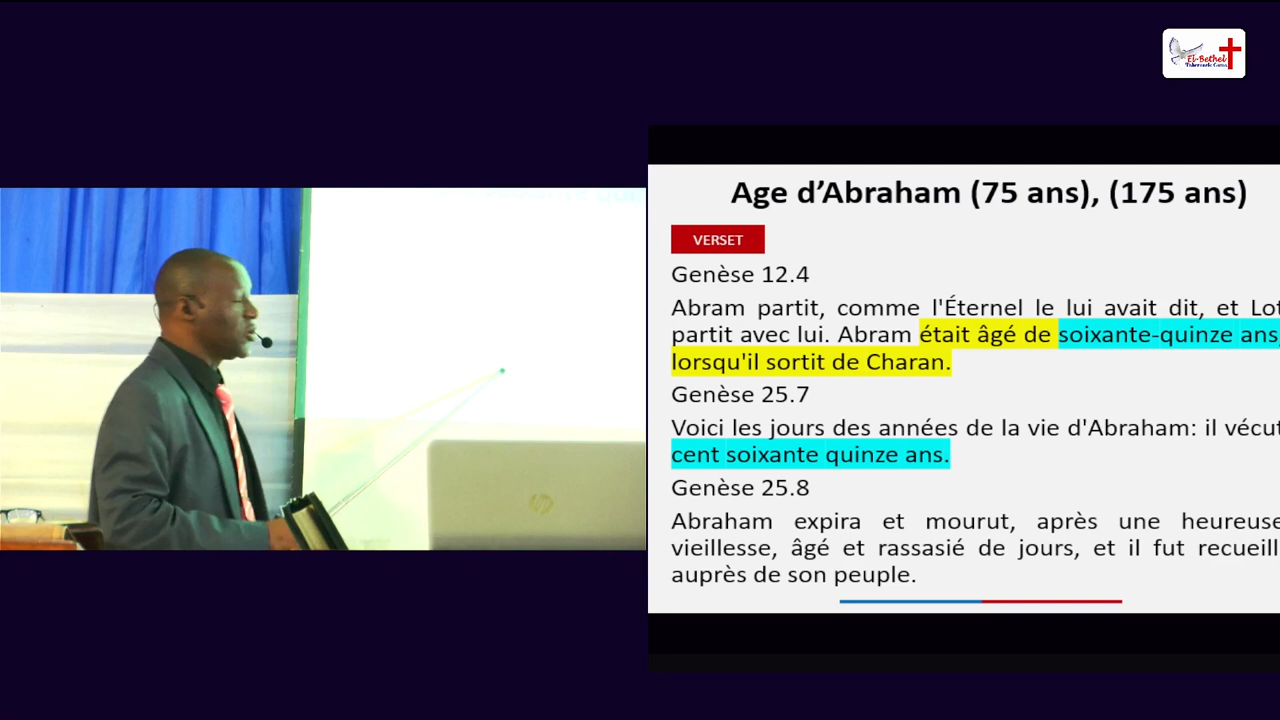 El-Bethel
Tabernacle Goma
Age d’Abraham (75 ans), (175 ans)
VERSET
Genèse 12.4
Abram partit, comme l'Éternel le lui avait dit, et Lot
partit avec lui. Abram était âgé de soixante-quinze ans,
lorsqu'il sortit de Charan.
Genèse 25.7
Voici les jours des années de la vie d'Abraham: il vécut
cent soixante quinze ans.
Genèse 25.8
Abraham expira et mourut, après une heureuse
vieillesse, âgé et rassasié de jours, et il fut recueill
auprès de son peuple.
hp